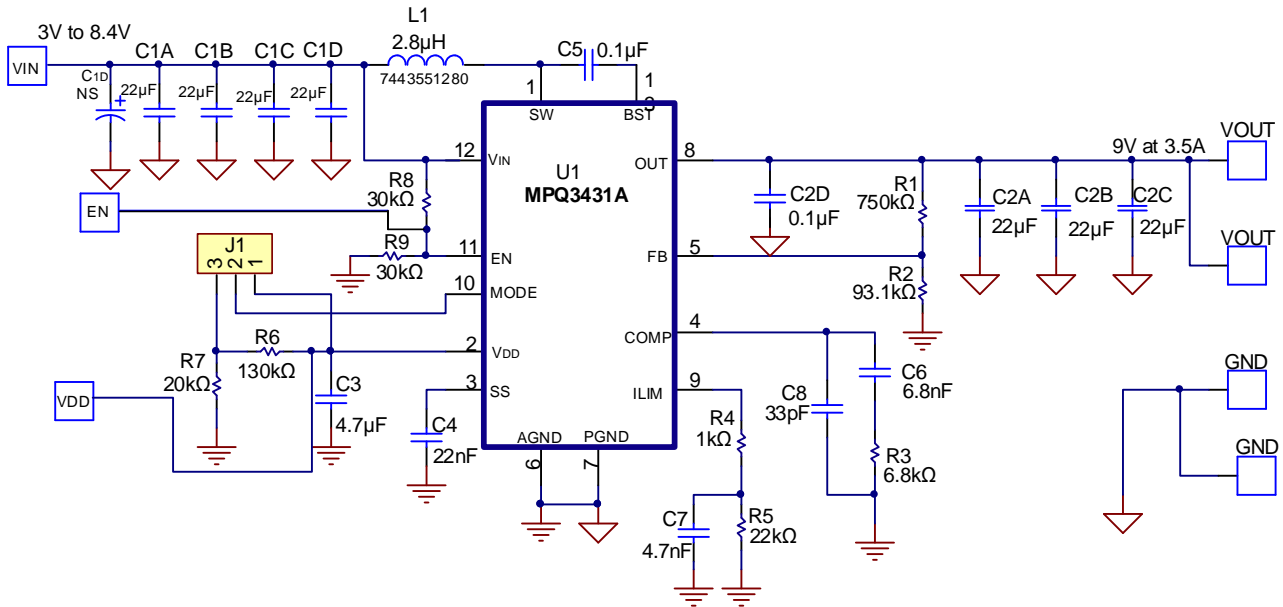 3V to 8.4V
VIN
C1D
NS
+
C1A
22µF
C1B
22µF
C1C
22µF
C1D
22µF
L1
2.8µH
7443551280
C5
0.1µF
1
SW
1
3
BST
12
VIN
U1
MPQ3431A
OUT
8
9V at 3.5A
VOUT
VOUT
R8
30kΩ
EN
R9
30kΩ
11
EN
J1
3
2
1
10
MODE
C2D
0.1µF
R1
750kΩ
C2A
22µF
C2B
22µF
C2C
22µF
FB
5
R2
93.1kΩ
COMP
4
R6
130kΩ
R7
20kΩ
2
VDD
VDD
C3
4.7µF
3
SS
C4
22nF
AGND
6
PGND
7
ILIM
9
R4
1kΩ
C8
33pF
C6
6.8nF
R3
6.8kΩ
C7
4.7nF
R5
22kΩ
GND
GND